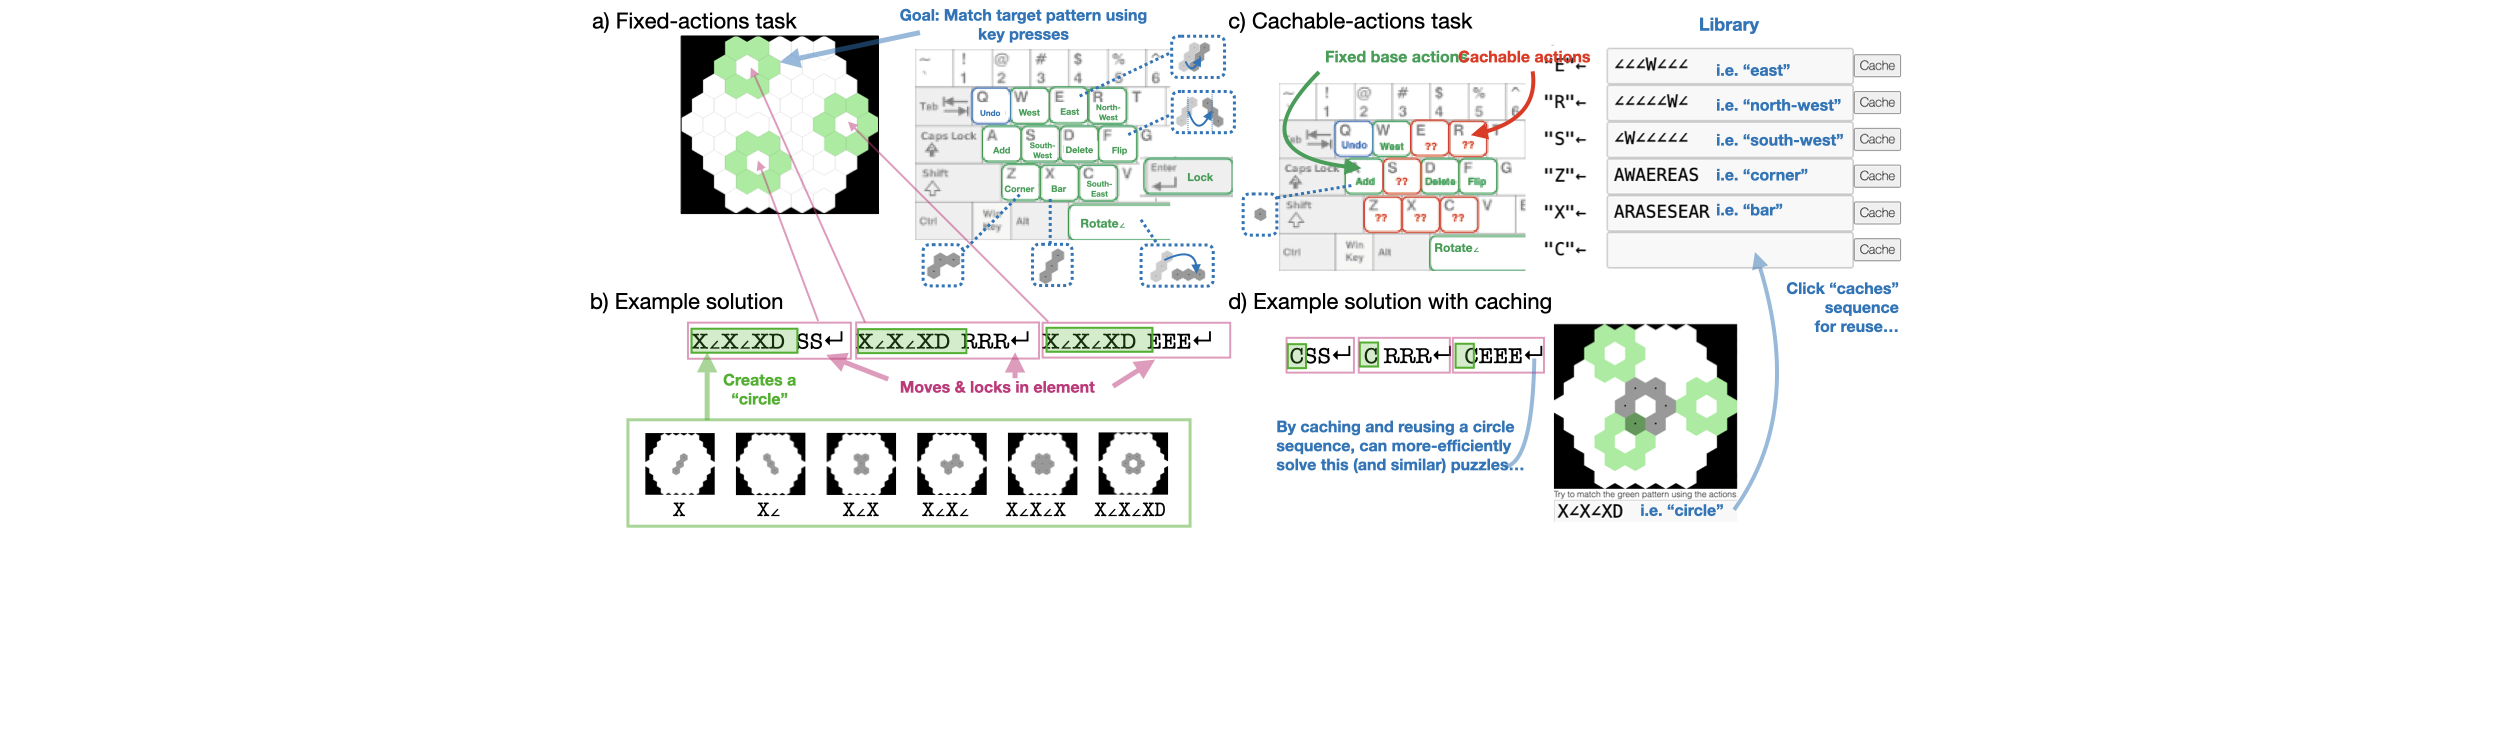 a) Fixed-actions task
Goal: Match target pattern using
key presses
~ ! @ # $ % ^
` 1 2 3 4 5 6
Tab Q W E R T
Undo West East North-
West
Caps Lock A S D F G
Add South-
West Delete Flip
Enter
Lock
Shift Z X C V
Corner Bar South-
East
Ctrl Win
Key Alt Rotate∠
b) Example solution
X∠X∠XD SS↵ X∠X∠XD RRR↵ X∠X∠XD EEE↵
Creates a
“circle”
Moves & locks in element
X X∠ X∠X X∠X∠ X∠X∠X X∠X∠XD
c) Cachable-actions task
Fixed base actions
Cachable actions
~ ! @ # $ % ^
1 2 3 4 5 6
Tab Q W E R T
Undo West ?? ??
Caps Lock A S D F G
Add ?? Delete Flip
Shift Z X C V E
?? ?? ??
Ctrl Win
Key Alt Rotate∠
Library
"E"← ∠∠∠W∠∠∠ i.e. “east” Cache
"R"← ∠∠∠∠∠W∠ i.e. “north-west” Cache
"S"← ∠W∠∠∠∠∠ i.e. “south-west” Cache
"Z"← AWAEREAS i.e. “corner” Cache
"X"← ARASESEAR i.e. “bar” Cache
"C"← Cache
Click “caches”
sequence
for reuse...
d) Example solution with caching
CSS↵ C RRR↵ CEEE↵
By caching and reusing a circle
sequence, can more-efficiently
solve this (and similar) puzzles...
Try to match the green pattern using the actions
X∠X∠XD i.e. “circle”